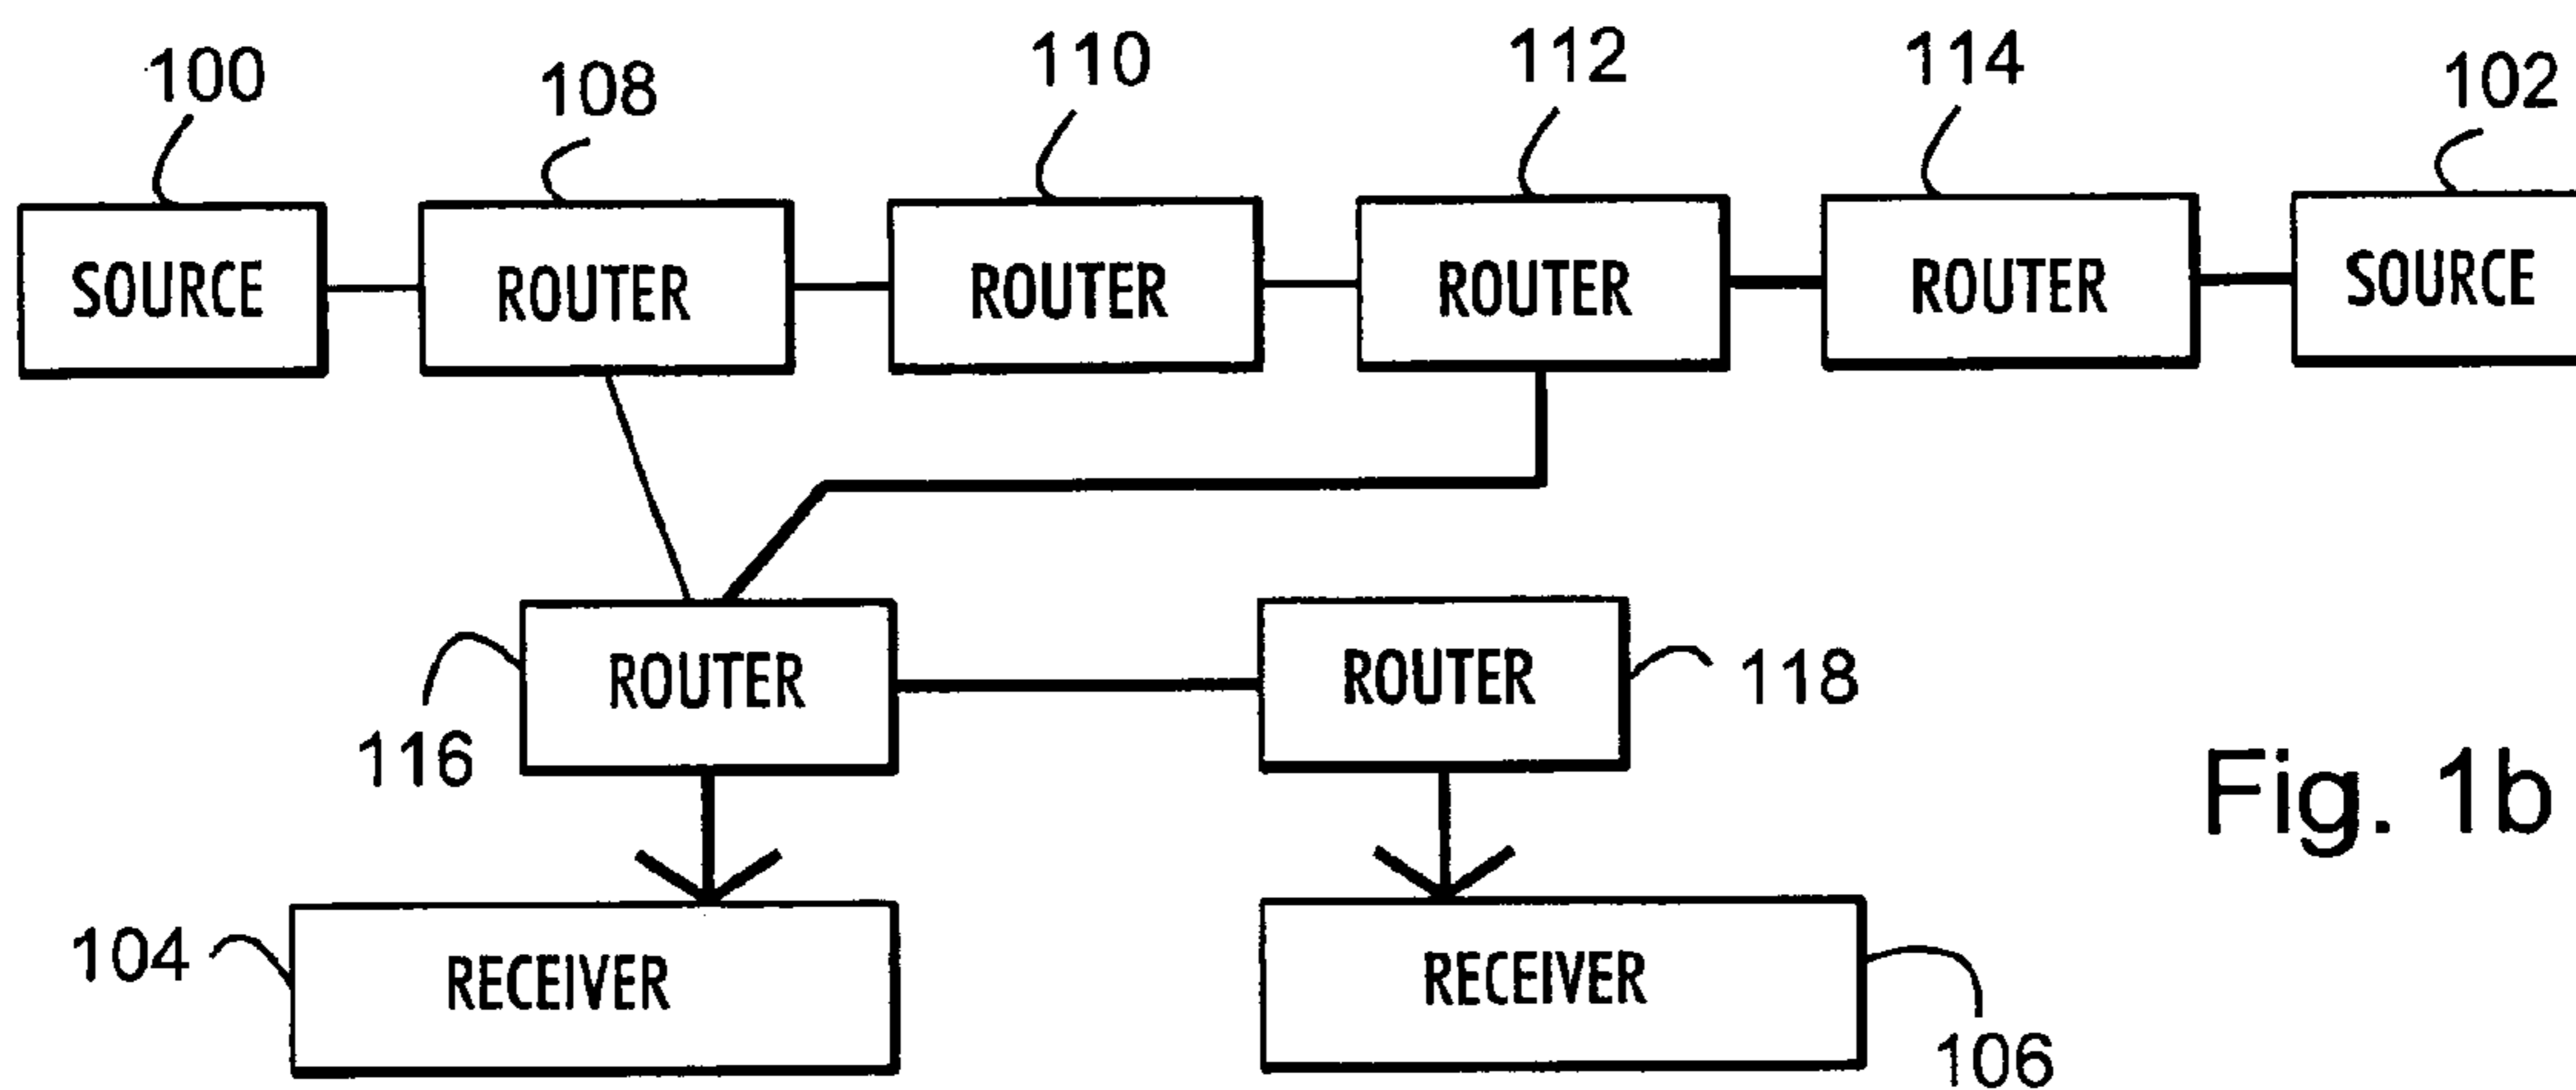 100 108 110 112 114 102
SOURCE ROUTER ROUTER ROUTER ROUTER SOURCE
ROUTER ROUTER
118
116
Fig. 1b
104
RECEIVER RECEIVER
106